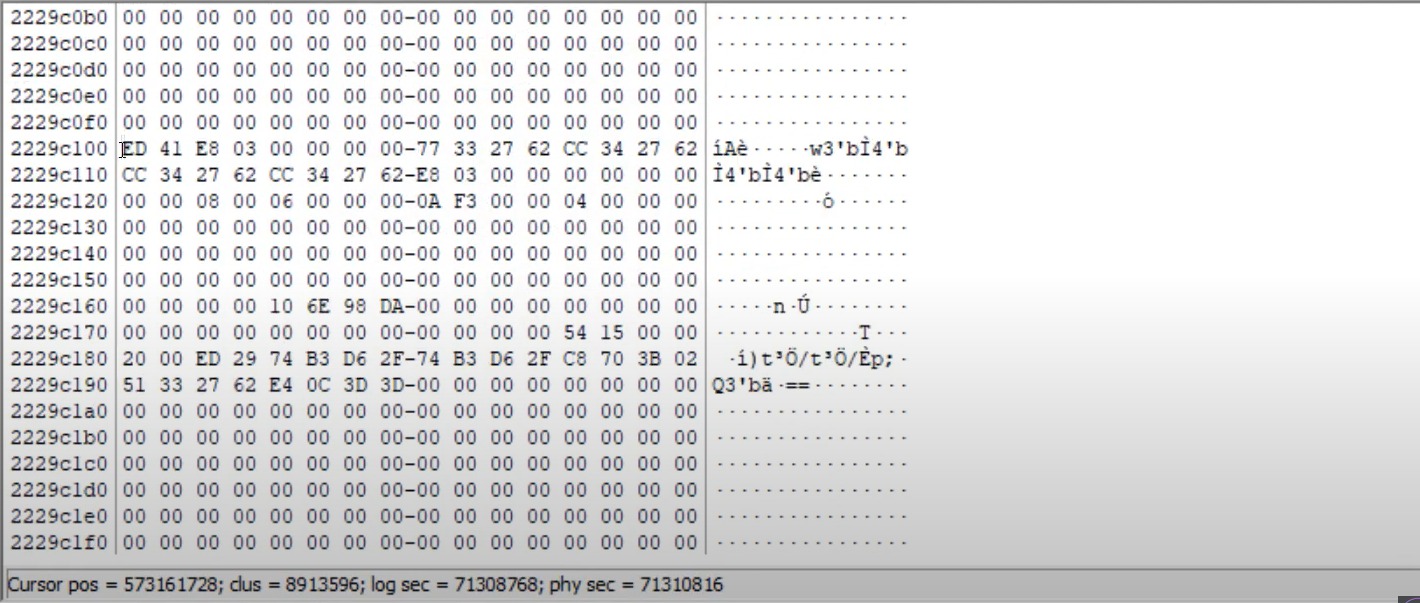 2229c0b0 00 00 00 00 00 00 00 00-00 00 00 00 00 00 00 00 ················
2229c0c0 00 00 00 00 00 00 00 00-00 00 00 00 00 00 00 00 ················
2229c0d0 00 00 00 00 00 00 00 00-00 00 00 00 00 00 00 00 ················
2229c0e0 00 00 00 00 00 00 00 00-00 00 00 00 00 00 00 00 ················
2229c0f0 00 00 00 00 00 00 00 00-00 00 00 00 00 00 00 00 ················
2229c100 ED 41 E8 03 00 00 00 00-77 33 27 62 CC 34 27 62 íAè·····w3'bÌ4'b
2229c110 CC 34 27 62 CC 34 27 62-E8 03 00 00 00 00 00 00 Ì4'bÌ4'bè·······
2229c120 00 00 08 00 06 00 00 00-0A F3 00 00 04 00 00 00 ·········ó······
2229c130 00 00 00 00 00 00 00 00-00 00 00 00 00 00 00 00 ················
2229c140 00 00 00 00 00 00 00 00-00 00 00 00 00 00 00 00 ················
2229c150 00 00 00 00 00 00 00 00-00 00 00 00 00 00 00 00 ················
2229c160 00 00 00 00 10 6E 98 DA-00 00 00 00 00 00 00 00 ·····n·Ú········
2229c170 00 00 00 00 00 00 00 00-00 00 00 00 54 15 00 00 ············T···
2229c180 20 00 ED 29 74 B3 D6 2F-74 B3 D6 2F C8 70 3B 02 ·í)t³Ö/t³Ö/Èp;·
2229c190 51 33 27 62 E4 0C 3D 3D-00 00 00 00 00 00 00 00 Q3'bä·==········
2229c1a0 00 00 00 00 00 00 00 00-00 00 00 00 00 00 00 00 ················
2229c1b0 00 00 00 00 00 00 00 00-00 00 00 00 00 00 00 00 ················
2229c1c0 00 00 00 00 00 00 00 00-00 00 00 00 00 00 00 00 ················
2229c1d0 00 00 00 00 00 00 00 00-00 00 00 00 00 00 00 00 ················
2229c1e0 00 00 00 00 00 00 00 00-00 00 00 00 00 00 00 00 ················
2229c1f0 00 00 00 00 00 00 00 00-00 00 00 00 00 00 00 00 ················
Cursor pos = 573161728; clus = 8913596; log sec = 71308768; phy sec = 71310816